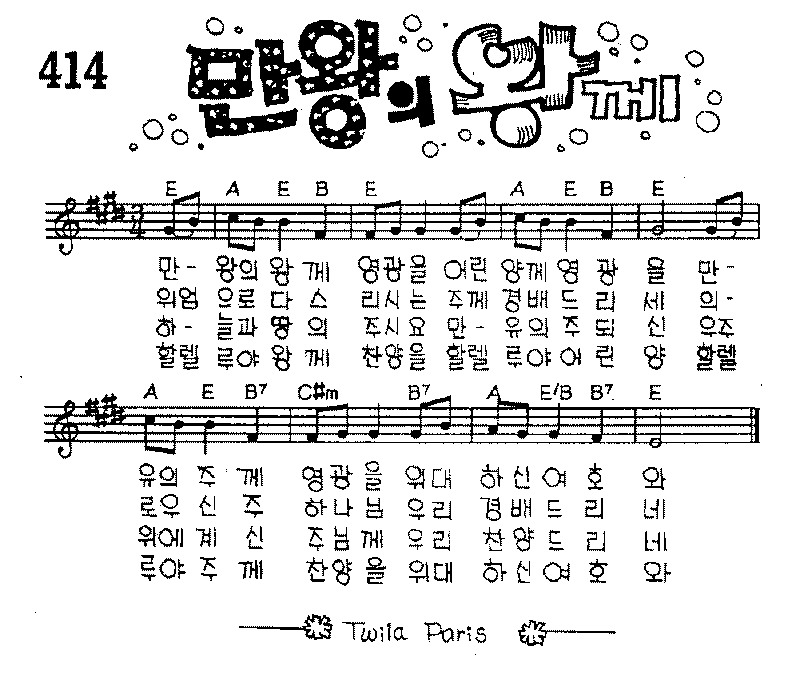 414
만왕의 왕께
E A E B E A E B E
3/4
만- 왕의 왕 께 영광을 어린 양께 영 광 을 만-
위엄 으로 다 스 리시는 주께 경배 드 리 세 의-
하- 늘과 땅 의 주시요 만- 유의 주 되 신 우주
할렐 루야 왕 께 찬양을 할렐 루야 어 린 양 할렐
A E B7 C#m B7 A E/B B7 E
유의 주 께 영광을 위대 하신 여 호 와
로우 신 주 하나님 우리 경배 드 리 네
위에 계 신 주님께 우리 찬양 드 리 네
루야 주 께 찬양을 위대 하신 여 호 와
Twila Paris